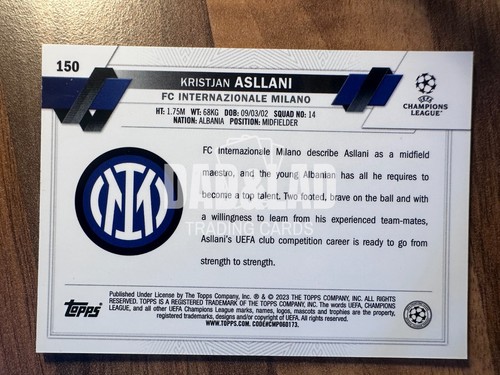 150
KRISTJAN ASLLANI
FC INTERNAZIONALE MILANO
HT: 1.75M WT: 68KG DOB: 09/03/02 SQUAD NO: 14
NATION: ALBANIA POSITION: MIDFIELDER
UEFA
CHAMPIONS
LEAGUE®
FC Internazionale Milano describe Asllani as a midfield
maestro, and the young Albanian has all he requires to
become a top talent. Two footed, brave on the ball and with
a willingness to learn from his experienced team-mates,
Asllani's UEFA club competition career is ready to go from
strength to strength.
DAD&LAD
TRADING CARDS
Topps
Published Under License by The Topps Company, Inc. ® & © 2023 THE TOPPS COMPANY, INC. ALL RIGHTS
RESERVED. TOPPS IS A REGISTERED TRADEMARK OF THE TOPPS COMPANY, INC. The words UEFA, CHAMPIONS
LEAGUE, and all other UEFA Champions League marks, names, logos, mascots and trophies are the property,
registered trademarks, designs and/or copyright of UEFA. All rights reserved.
WWW.TOPPS.COM. CODE#CMP060173.